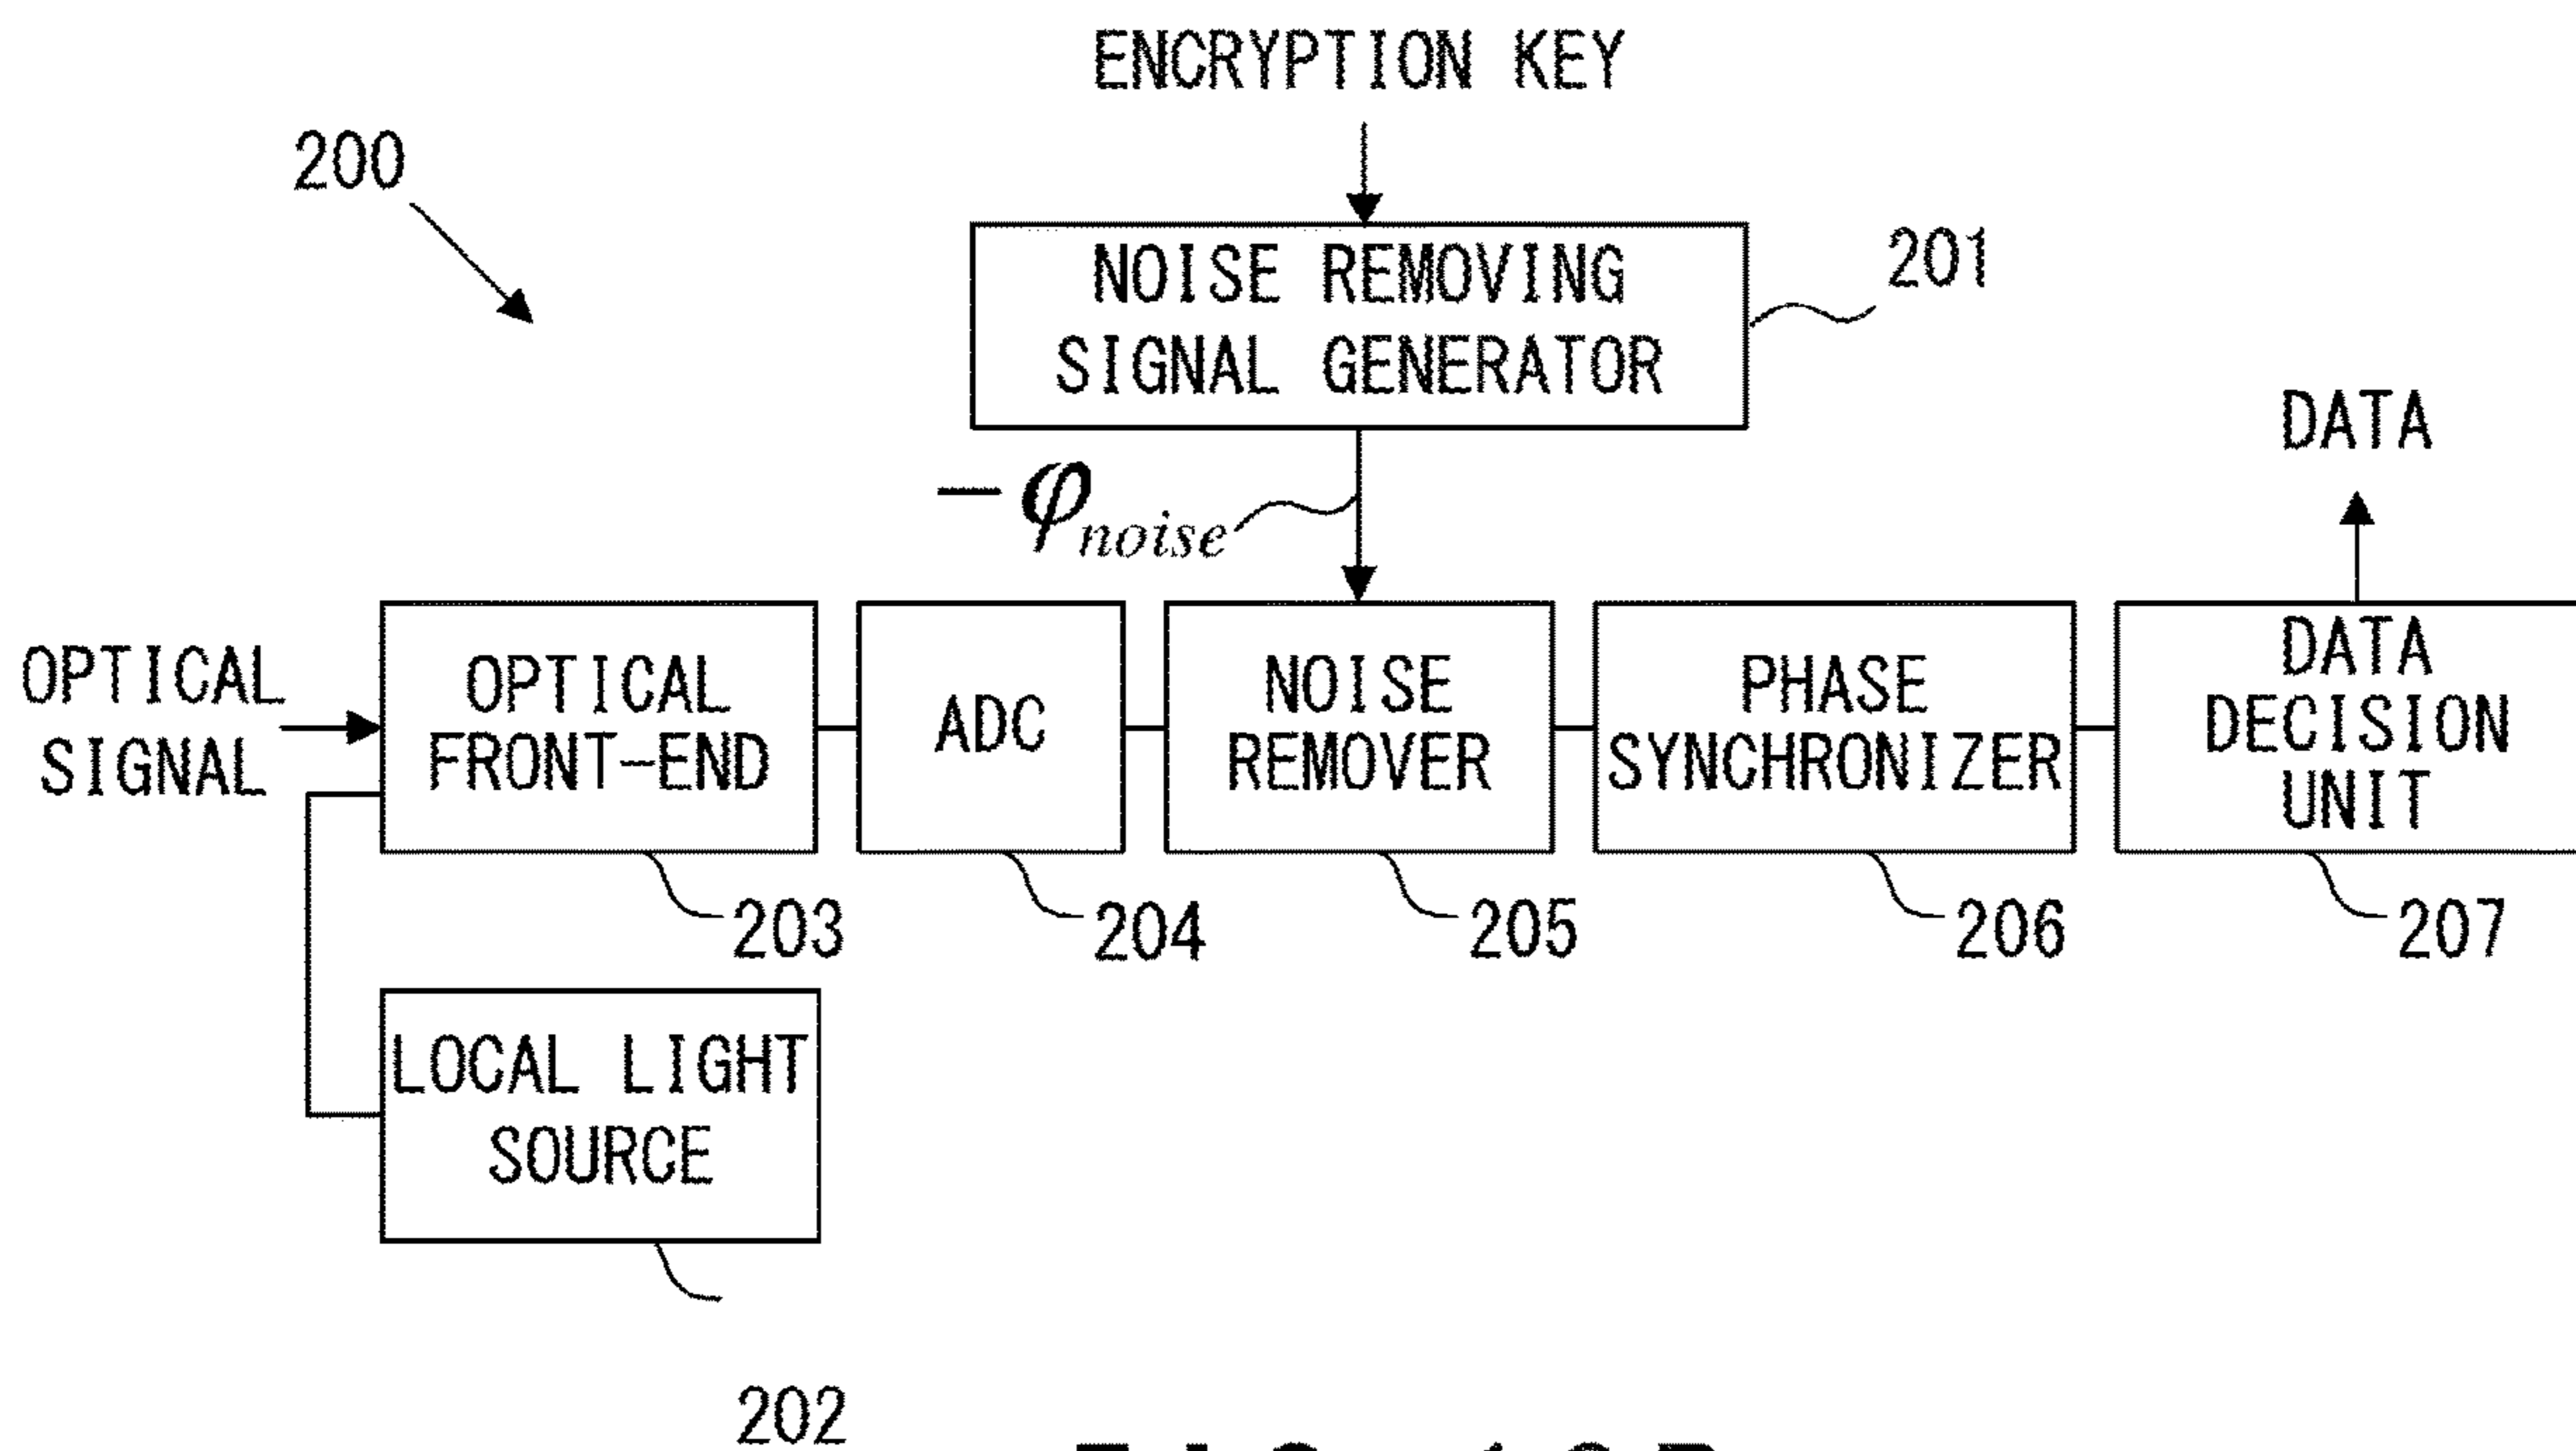 ENCRYPTION KEY
200
NOISE REMOVING
SIGNAL GENERATOR
201
−φnoise
DATA
OPTICAL
SIGNAL
OPTICAL
FRONT-END
ADC
NOISE
REMOVER
PHASE
SYNCHRONIZER
DATA
DECISION
UNIT
203
204
205
206
207
LOCAL LIGHT
SOURCE
202